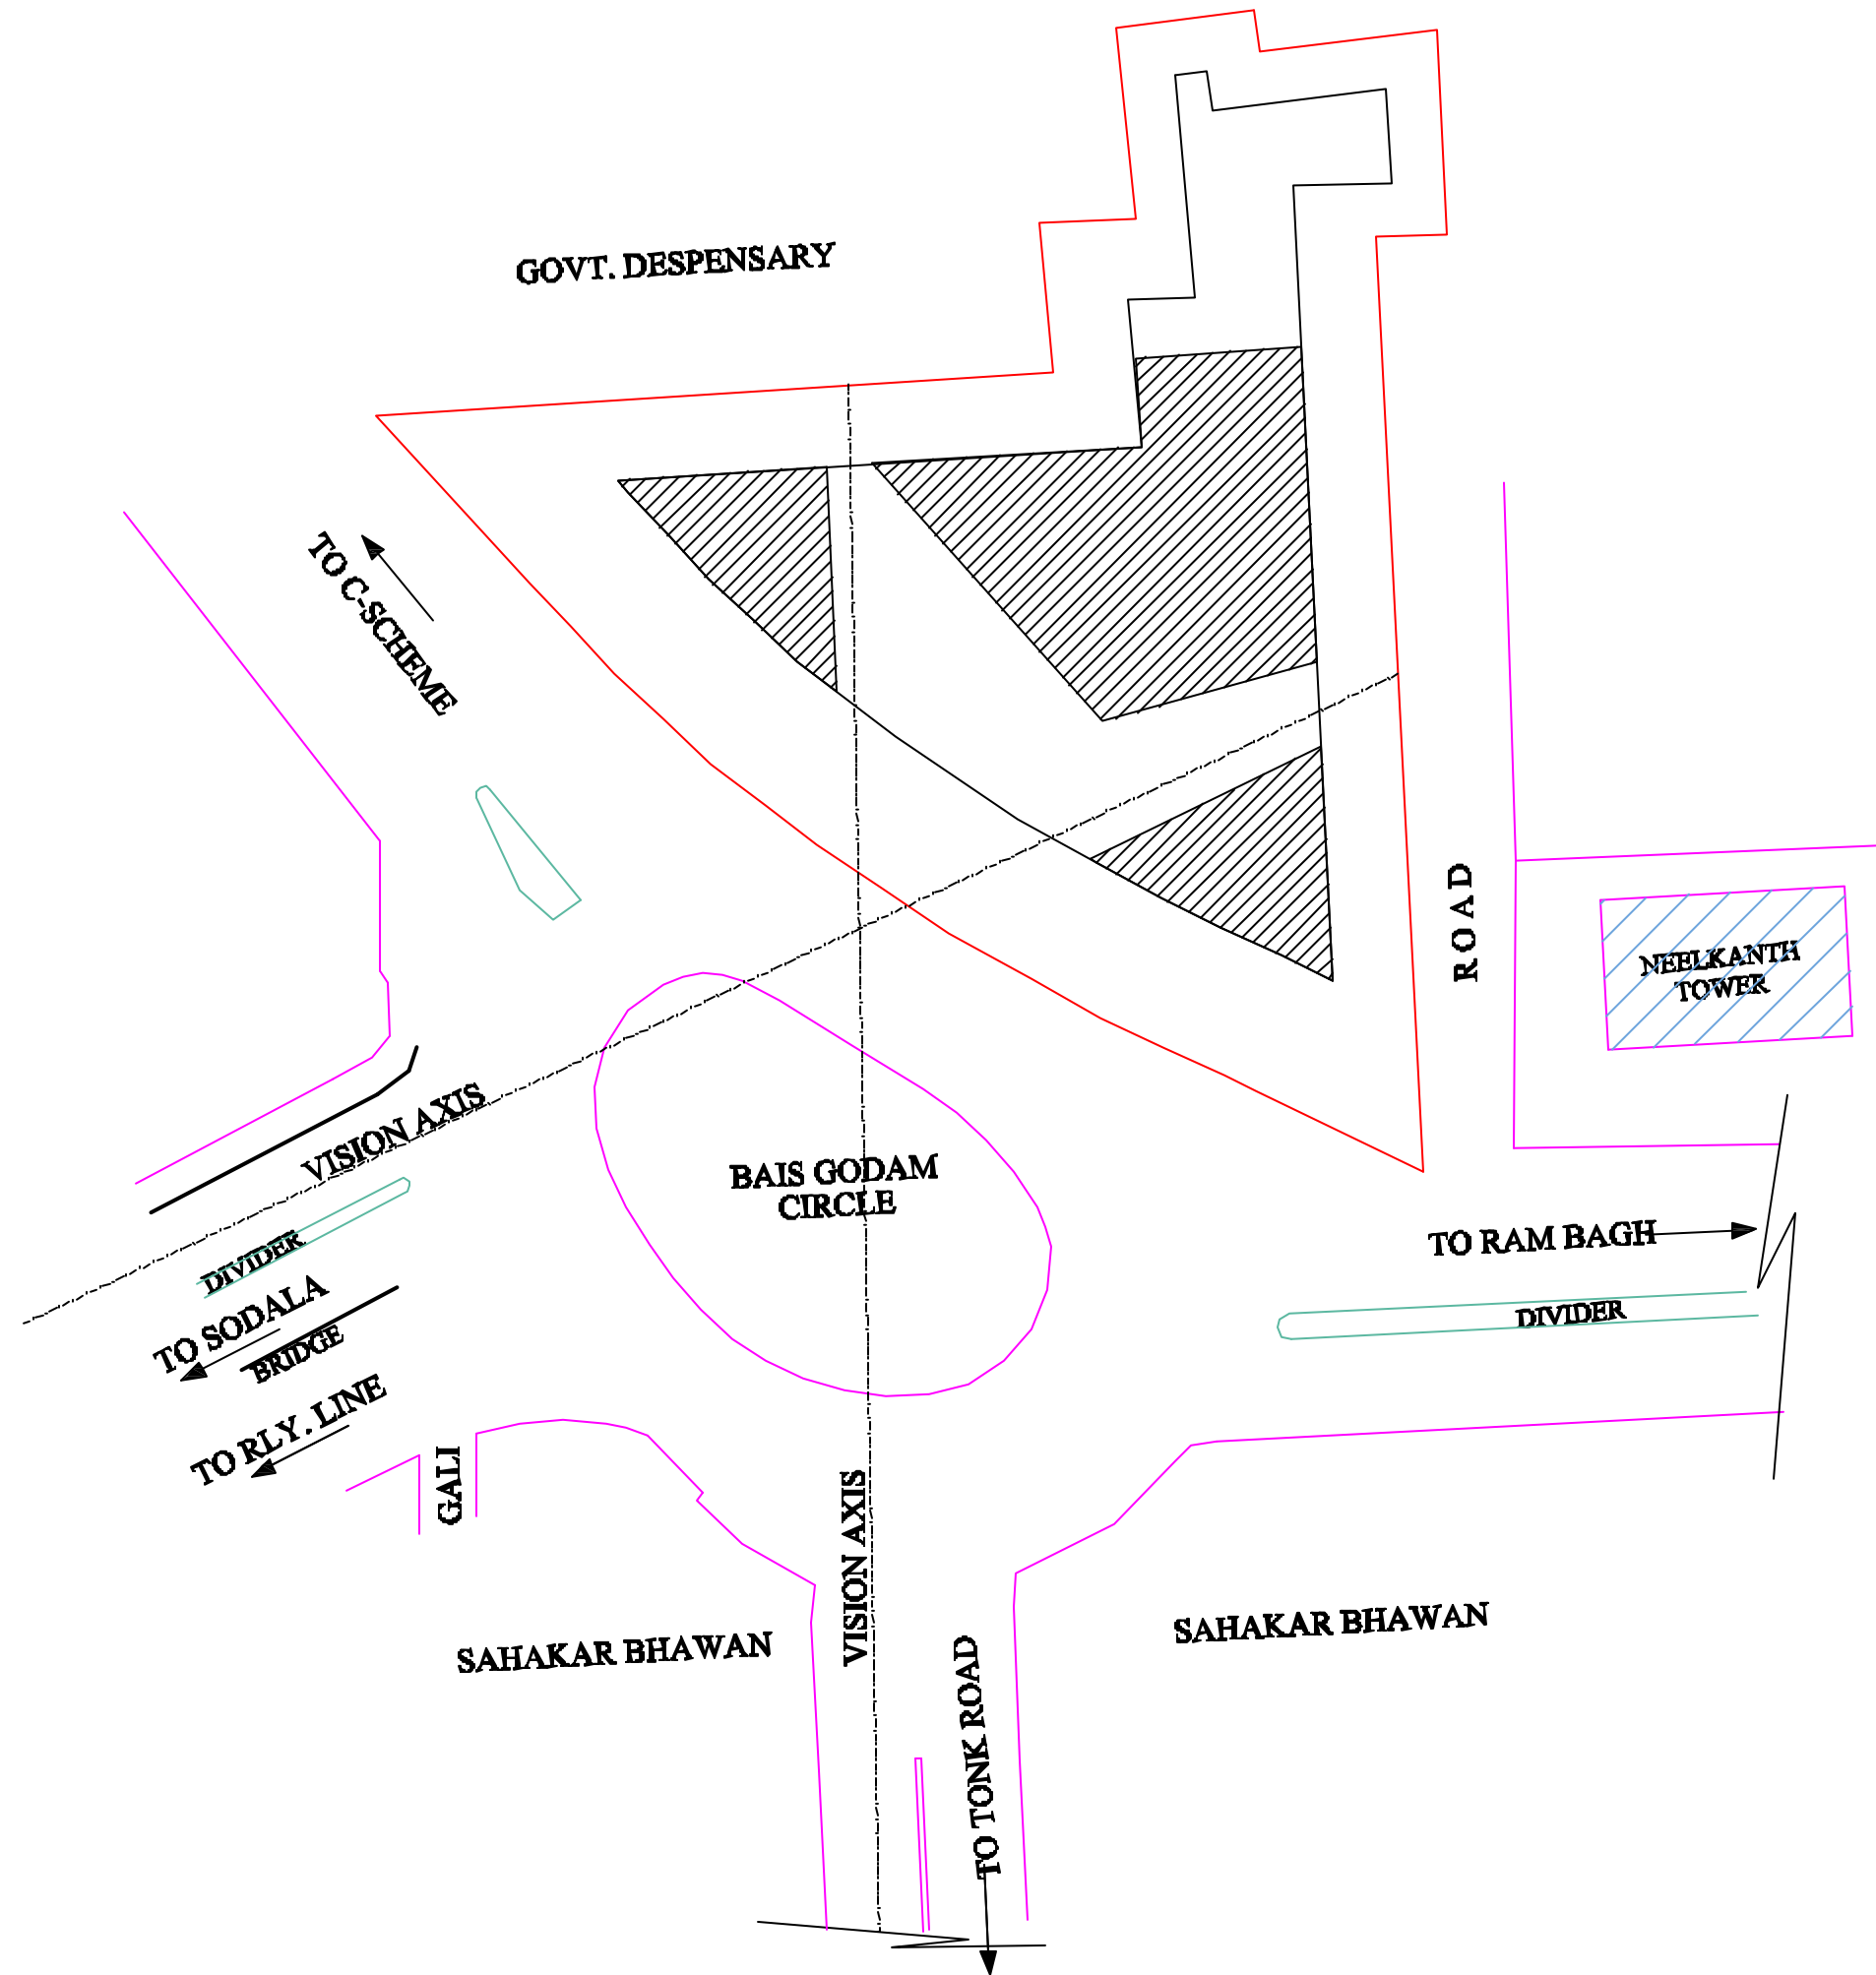 GOVT. DESPENSARY
TO C-SCHEME
ROAD
NEELKANTH
TOWER
VISION AXIS
BAIS GODAM
CIRCLE
DIVIDER
TO SODALA
BRIDGE
TO RLY. LINE
TO RAM BAGH
DIVIDER
GALI
VISION AXIS
SAHAKAR BHAWAN
SAHAKAR BHAWAN
TO TONK ROAD